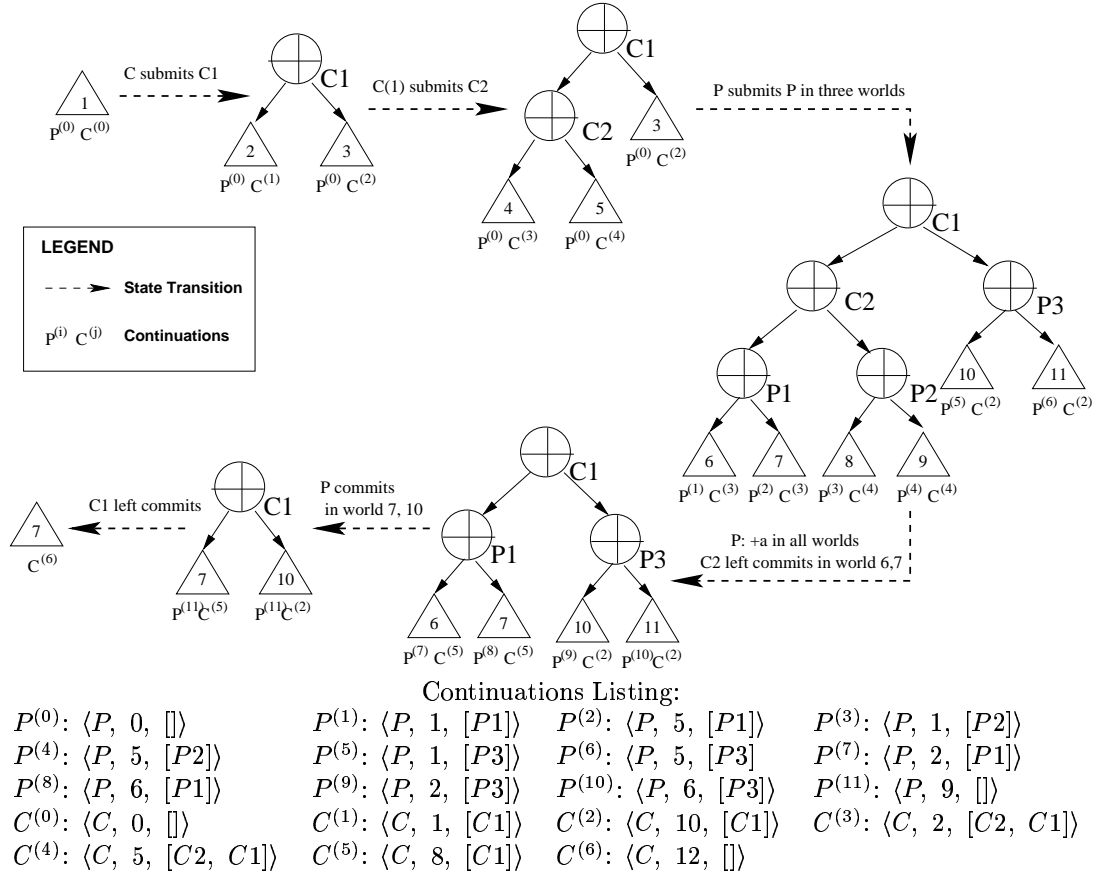 C1
C submits C1
C1
C(1) submits C2
P submits P in three worlds
1
P(0) C(0)
2
3
P(0) C(1)
P(0) C(2)
C2
3
P(0) C(2)
4
5
P(0) C(3)
P(0) C(4)
C1
C2
P3
P1
P2
10
11
P(5) C(2)
P(6) C(2)
6
7
8
9
P(1) C(3)
P(2) C(3)
P(3) C(4)
P(4) C(4)
LEGEND
State Transition
P(i) C(j) Continuations
P: +a in all worlds
C2 left commits in world 6,7
C1
P1
P3
6
7
10
11
P(7) C(5)
P(8) C(5)
P(9) C(2)
P(10)C(2)
P commits
in world 7, 10
C1
7
10
P(11)C(5)
P(11)C(2)
C1 left commits
7
C(6)
Continuations Listing:
P(0): ⟨P, 0, []⟩ P(1): ⟨P, 1, [P1]⟩ P(2): ⟨P, 5, [P1]⟩ P(3): ⟨P, 1, [P2]⟩
P(4): ⟨P, 5, [P2]⟩ P(5): ⟨P, 1, [P3]⟩ P(6): ⟨P, 5, [P3] P(7): ⟨P, 2, [P1]⟩
P(8): ⟨P, 6, [P1]⟩ P(9): ⟨P, 2, [P3]⟩ P(10): ⟨P, 6, [P3]⟩ P(11): ⟨P, 9, []⟩
C(0): ⟨C, 0, []⟩ C(1): ⟨C, 1, [C1]⟩ C(2): ⟨C, 10, [C1]⟩ C(3): ⟨C, 2, [C2, C1]⟩
C(4): ⟨C, 5, [C2, C1]⟩ C(5): ⟨C, 8, [C1]⟩ C(6): ⟨C, 12, []⟩